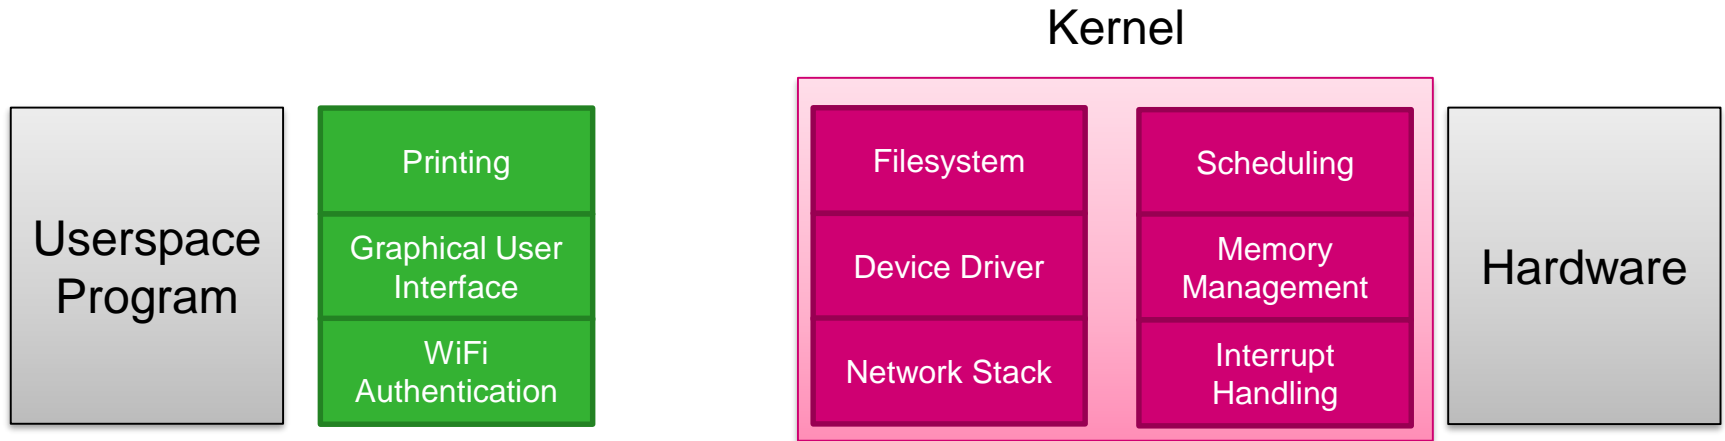 Kernel
Userspace
Program
Printing
Graphical User
Interface
WiFi
Authentication
Filesystem
Device Driver
Network Stack
Scheduling
Memory
Management
Interrupt
Handling
Hardware